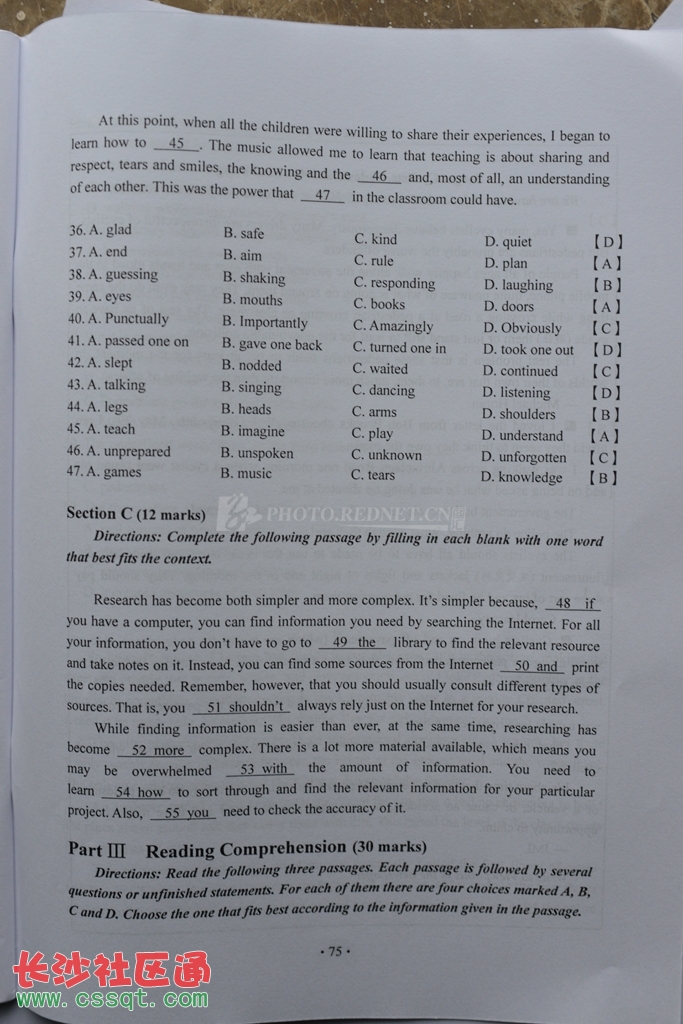 At this point, when all the children were willing to share their experiences, I began to
learn how to 45 . The music allowed me to learn that teaching is about sharing and
respect, tears and smiles, the knowing and the 46 and, most of all, an understanding
of each other. This was the power that 47 in the classroom could have.
36. A. glad B. safe C. kind D. quiet 【D】
37. A. end B. aim C. rule D. plan 【A】
38. A. guessing B. shaking C. responding D. laughing 【B】
39. A. eyes B. mouths C. books D. doors 【A】
40. A. Punctually B. Importantly C. Amazingly D. Obviously 【C】
41. A. passed one on B. gave one back C. turned one in D. took one out 【D】
42. A. slept B. nodded C. waited D. continued 【C】
43. A. talking B. singing C. dancing D. listening 【D】
44. A. legs B. heads C. arms D. shoulders 【B】
45. A. teach B. imagine C. play D. understand 【A】
46. A. unprepared B. unspoken C. unknown D. unforgotten 【C】
47. A. games B. music C. tears D. knowledge 【B】
Section C (12 marks)
PHOTO.REDNET.CN
Directions: Complete the following passage by filling in each blank with one word
that best fits the context.
Research has become both simpler and more complex. It's simpler because, 48 if
you have a computer, you can find information you need by searching the Internet. For all
your information, you don't have to go to 49 the library to find the relevant resource
and take notes on it. Instead, you can find some sources from the Internet 50 and print
the copies needed. Remember, however, that you should usually consult different types of
sources. That is, you 51 shouldn't always rely just on the Internet for your research.
While finding information is easier than ever, at the same time, researching has
become 52 more complex. There is a lot more material available, which means you
may be overwhelmed 53 with the amount of information. You need to
learn 54 how to sort through and find the relevant information for your particular
project. Also, 55 you need to check the accuracy of it.
Part III Reading Comprehension (30 marks)
Directions: Read the following three passages. Each passage is followed by several
questions or unfinished statements. For each of them there are four choices marked A, B,
C and D. Choose the one that fits best according to the information given in the passage.
· 75 ·
长沙社区通
www.cssqt.com